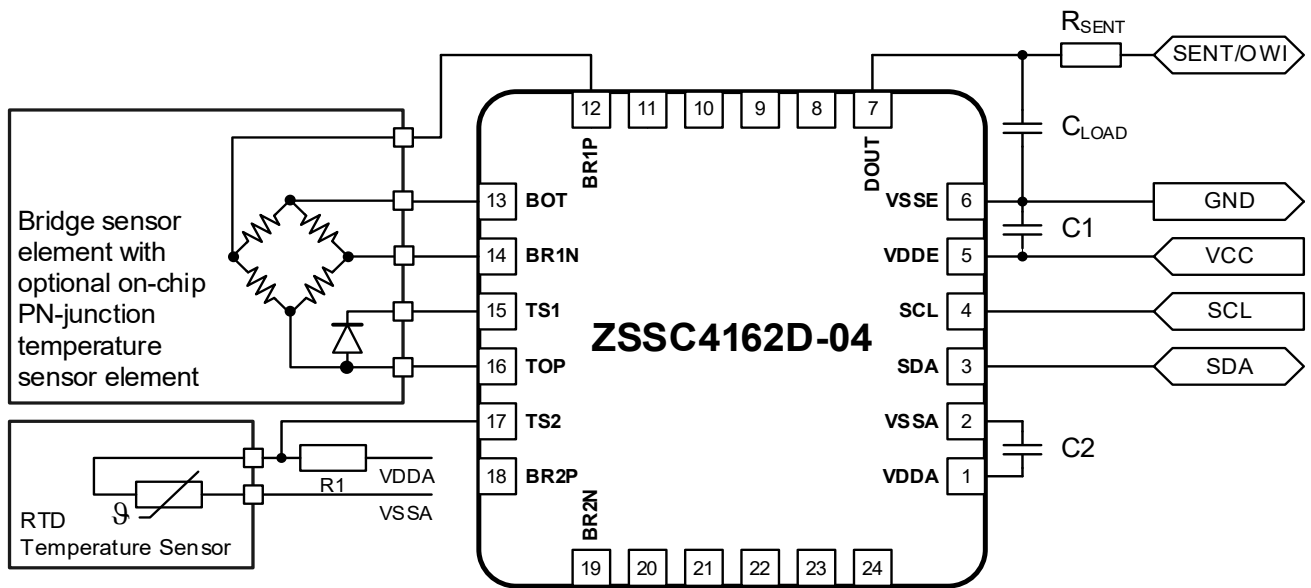 R_SENT
SENT/OWI
12 11 10 9 8 7
BR1P
DOUT
C_LOAD
Bridge sensor
element with
optional on-chip
PN-junction
temperature
sensor element
13 BOT
14 BR1N
15 TS1
16 TOP
17 TS2
18 BR2P
ZSSC4162D-04
VSSE 6
GND
C1
VDDE 5
VCC
SCL 4
SCL
SDA 3
SDA
VSSA 2
C2
VDDA 1
R1
VDDA
VSSA
ϑ
RTD
Temperature Sensor
BR2N
19 20 21 22 23 24